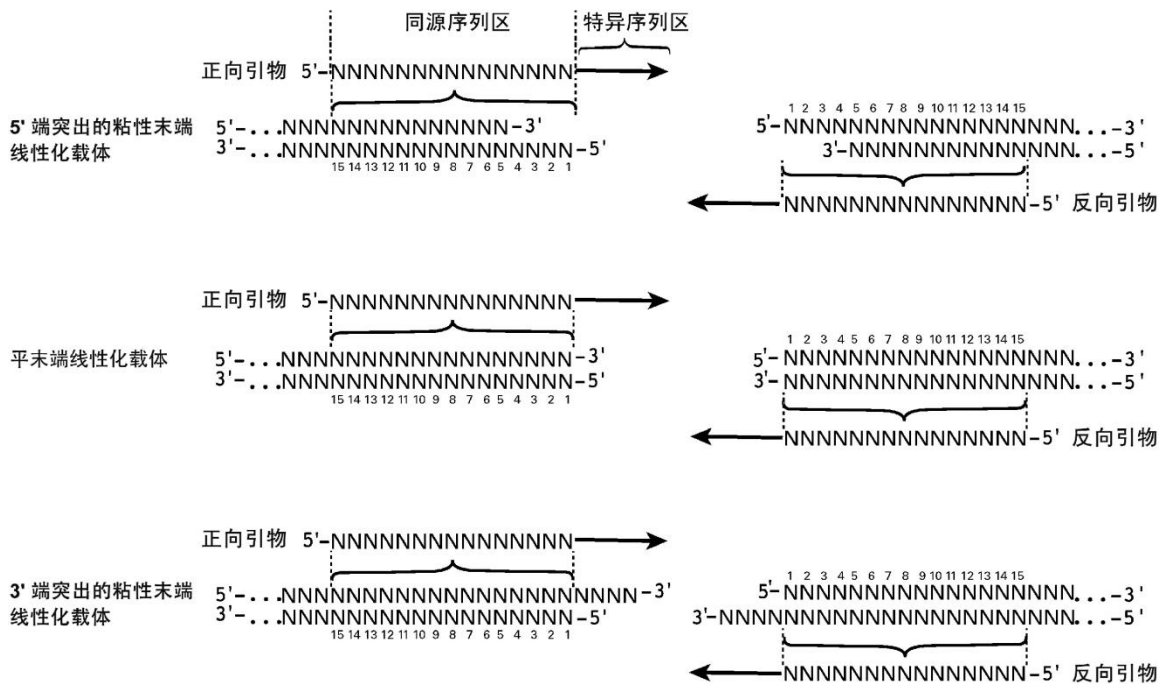 同源序列区 特异序列区
正向引物 5'-NNNNNNNNNNNNNNN
5' 端突出的粘性末端
线性化载体
5'-...NNNNNNNNNNNNNN-3'
3'-...NNNNNNNNNNNNNNNNNN-5'
15 14 13 12 11 10 9 8 7 6 5 4 3 2 1
1 2 3 4 5 6 7 8 9 10 11 12 13 14 15
5'-NNNNNNNNNNNNNNNNNN...-3'
3'-NNNNNNNNNNNNNN...-5'
NNNNNNNNNNNNNNN-5' 反向引物
正向引物 5'-NNNNNNNNNNNNNNN
平末端线性化载体
5'-...NNNNNNNNNNNNNNNNNN-3'
3'-...NNNNNNNNNNNNNNNNNN-5'
15 14 13 12 11 10 9 8 7 6 5 4 3 2 1
1 2 3 4 5 6 7 8 9 10 11 12 13 14 15
5'-NNNNNNNNNNNNNNNNNN...-3'
3'-NNNNNNNNNNNNNNNNNN...-5'
NNNNNNNNNNNNNNN-5' 反向引物
正向引物 5'-NNNNNNNNNNNNNNN
3' 端突出的粘性末端
线性化载体
5'-...NNNNNNNNNNNNNNNNNNNNNN-3'
3'-...NNNNNNNNNNNNNNNNNN-5'
15 14 13 12 11 10 9 8 7 6 5 4 3 2 1
1 2 3 4 5 6 7 8 9 10 11 12 13 14 15
5'-NNNNNNNNNNNNNNNNNN...-3'
3'-NNNNNNNNNNNNNNNNNNNNNN...-5'
NNNNNNNNNNNNNNN-5' 反向引物